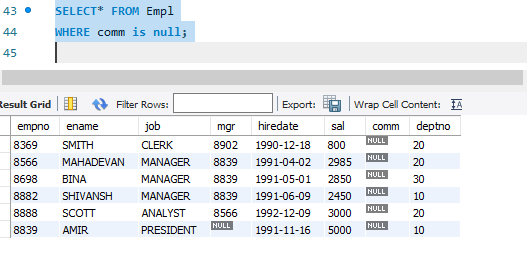 43 SELECT* FROM Empl
44 WHERE comm is null;
45
Result Grid Filter Rows: Export: Wrap Cell Content:
empno ename job mgr hiredate sal comm deptno
8369 SMITH CLERK 8902 1990-12-18 800 NULL 20
8566 MAHADEVAN MANAGER 8839 1991-04-02 2985 NULL 20
8698 BINA MANAGER 8839 1991-05-01 2850 NULL 30
8882 SHIVANSH MANAGER 8839 1991-06-09 2450 NULL 10
8888 SCOTT ANALYST 8566 1992-12-09 3000 NULL 20
8839 AMIR PRESIDENT NULL 1991-11-16 5000 NULL 10